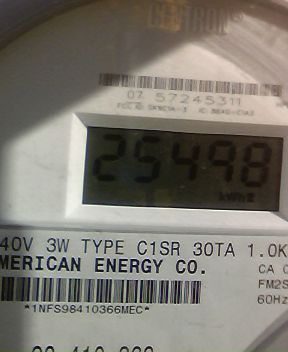 CENTRON®
07 57245311
25498
kWh
40V 3W TYPE C1SR 30TA 1.0K
MERICAN ENERGY CO.
CA 0
FM2S
60Hz
*1NFS98410366MEC*